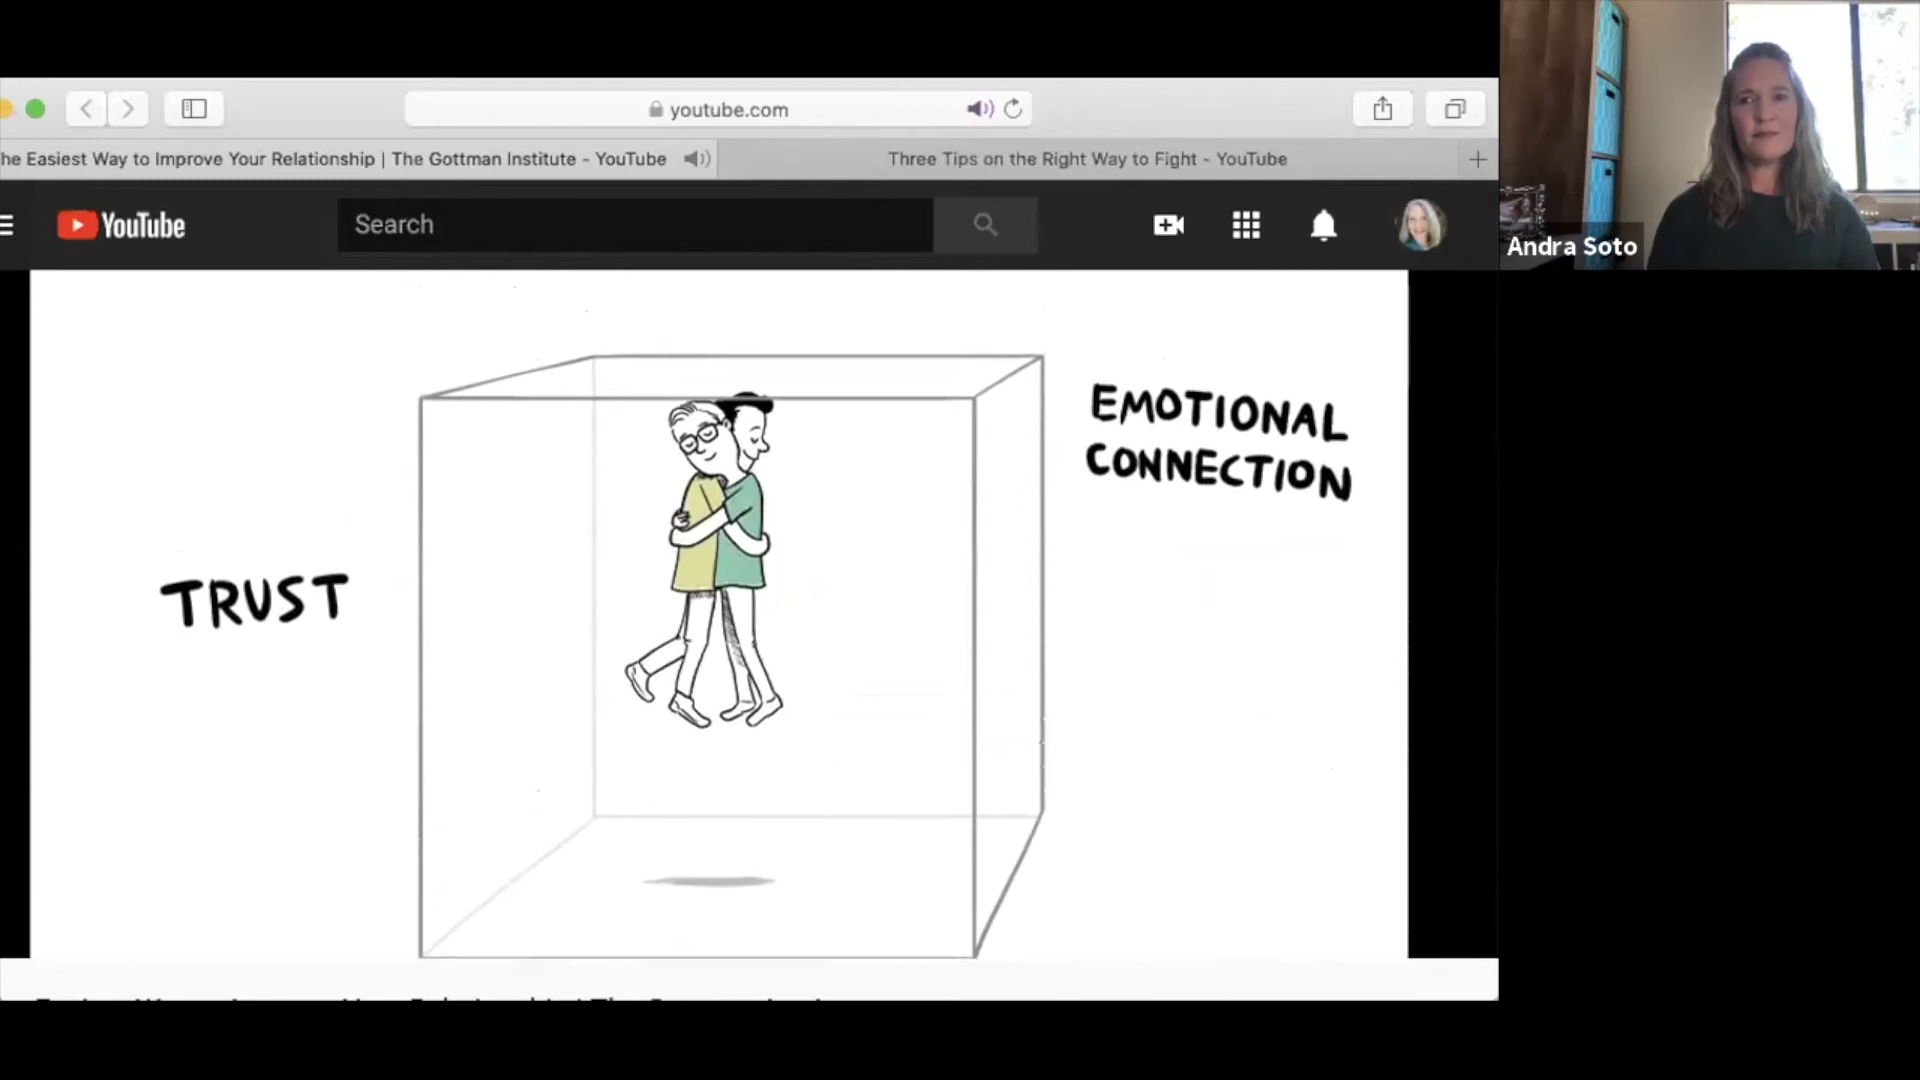 youtube.com
he Easiest Way to Improve Your Relationship | The Gottman Institute - YouTube
Three Tips on the Right Way to Fight - YouTube
YouTube
Search
Andra Soto
EMOTIONAL
CONNECTION
TRUST